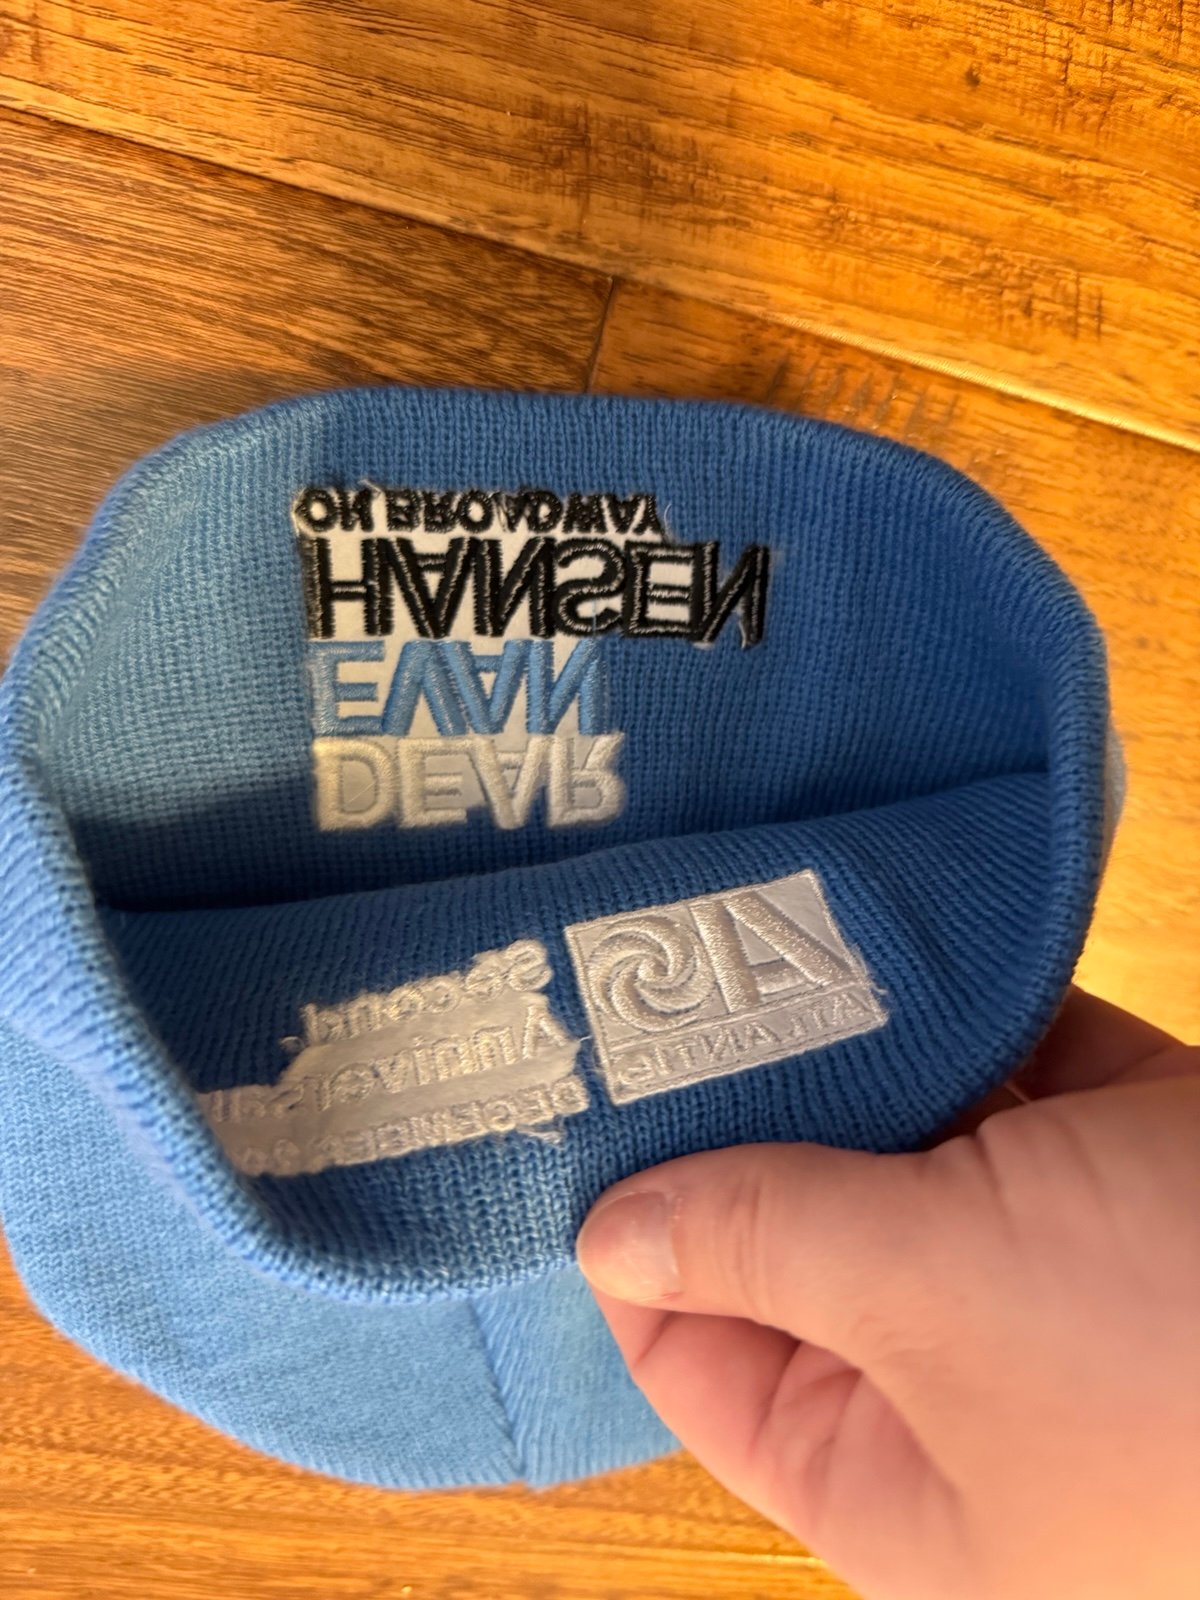 DEAR
EVAN
HANSEN
ON BROADWAY
ATLANTIC
Second
Anniversary
DECEMBER